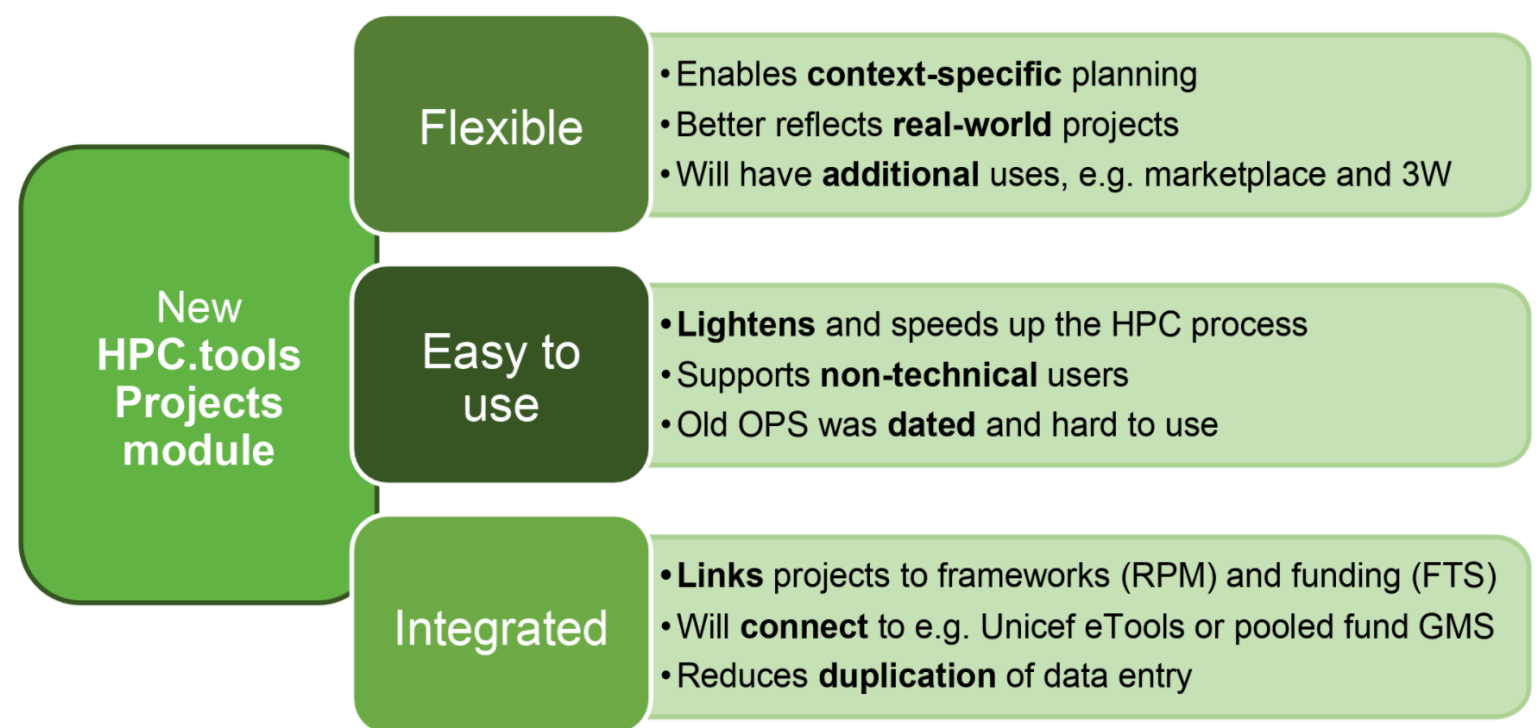 New
HPC.tools
Projects
module
Flexible
• Enables context-specific planning
• Better reflects real-world projects
• Will have additional uses, e.g. marketplace and 3W
Easy to
use
• Lightens and speeds up the HPC process
• Supports non-technical users
• Old OPS was dated and hard to use
Integrated
• Links projects to frameworks (RPM) and funding (FTS)
• Will connect to e.g. Unicef eTools or pooled fund GMS
• Reduces duplication of data entry